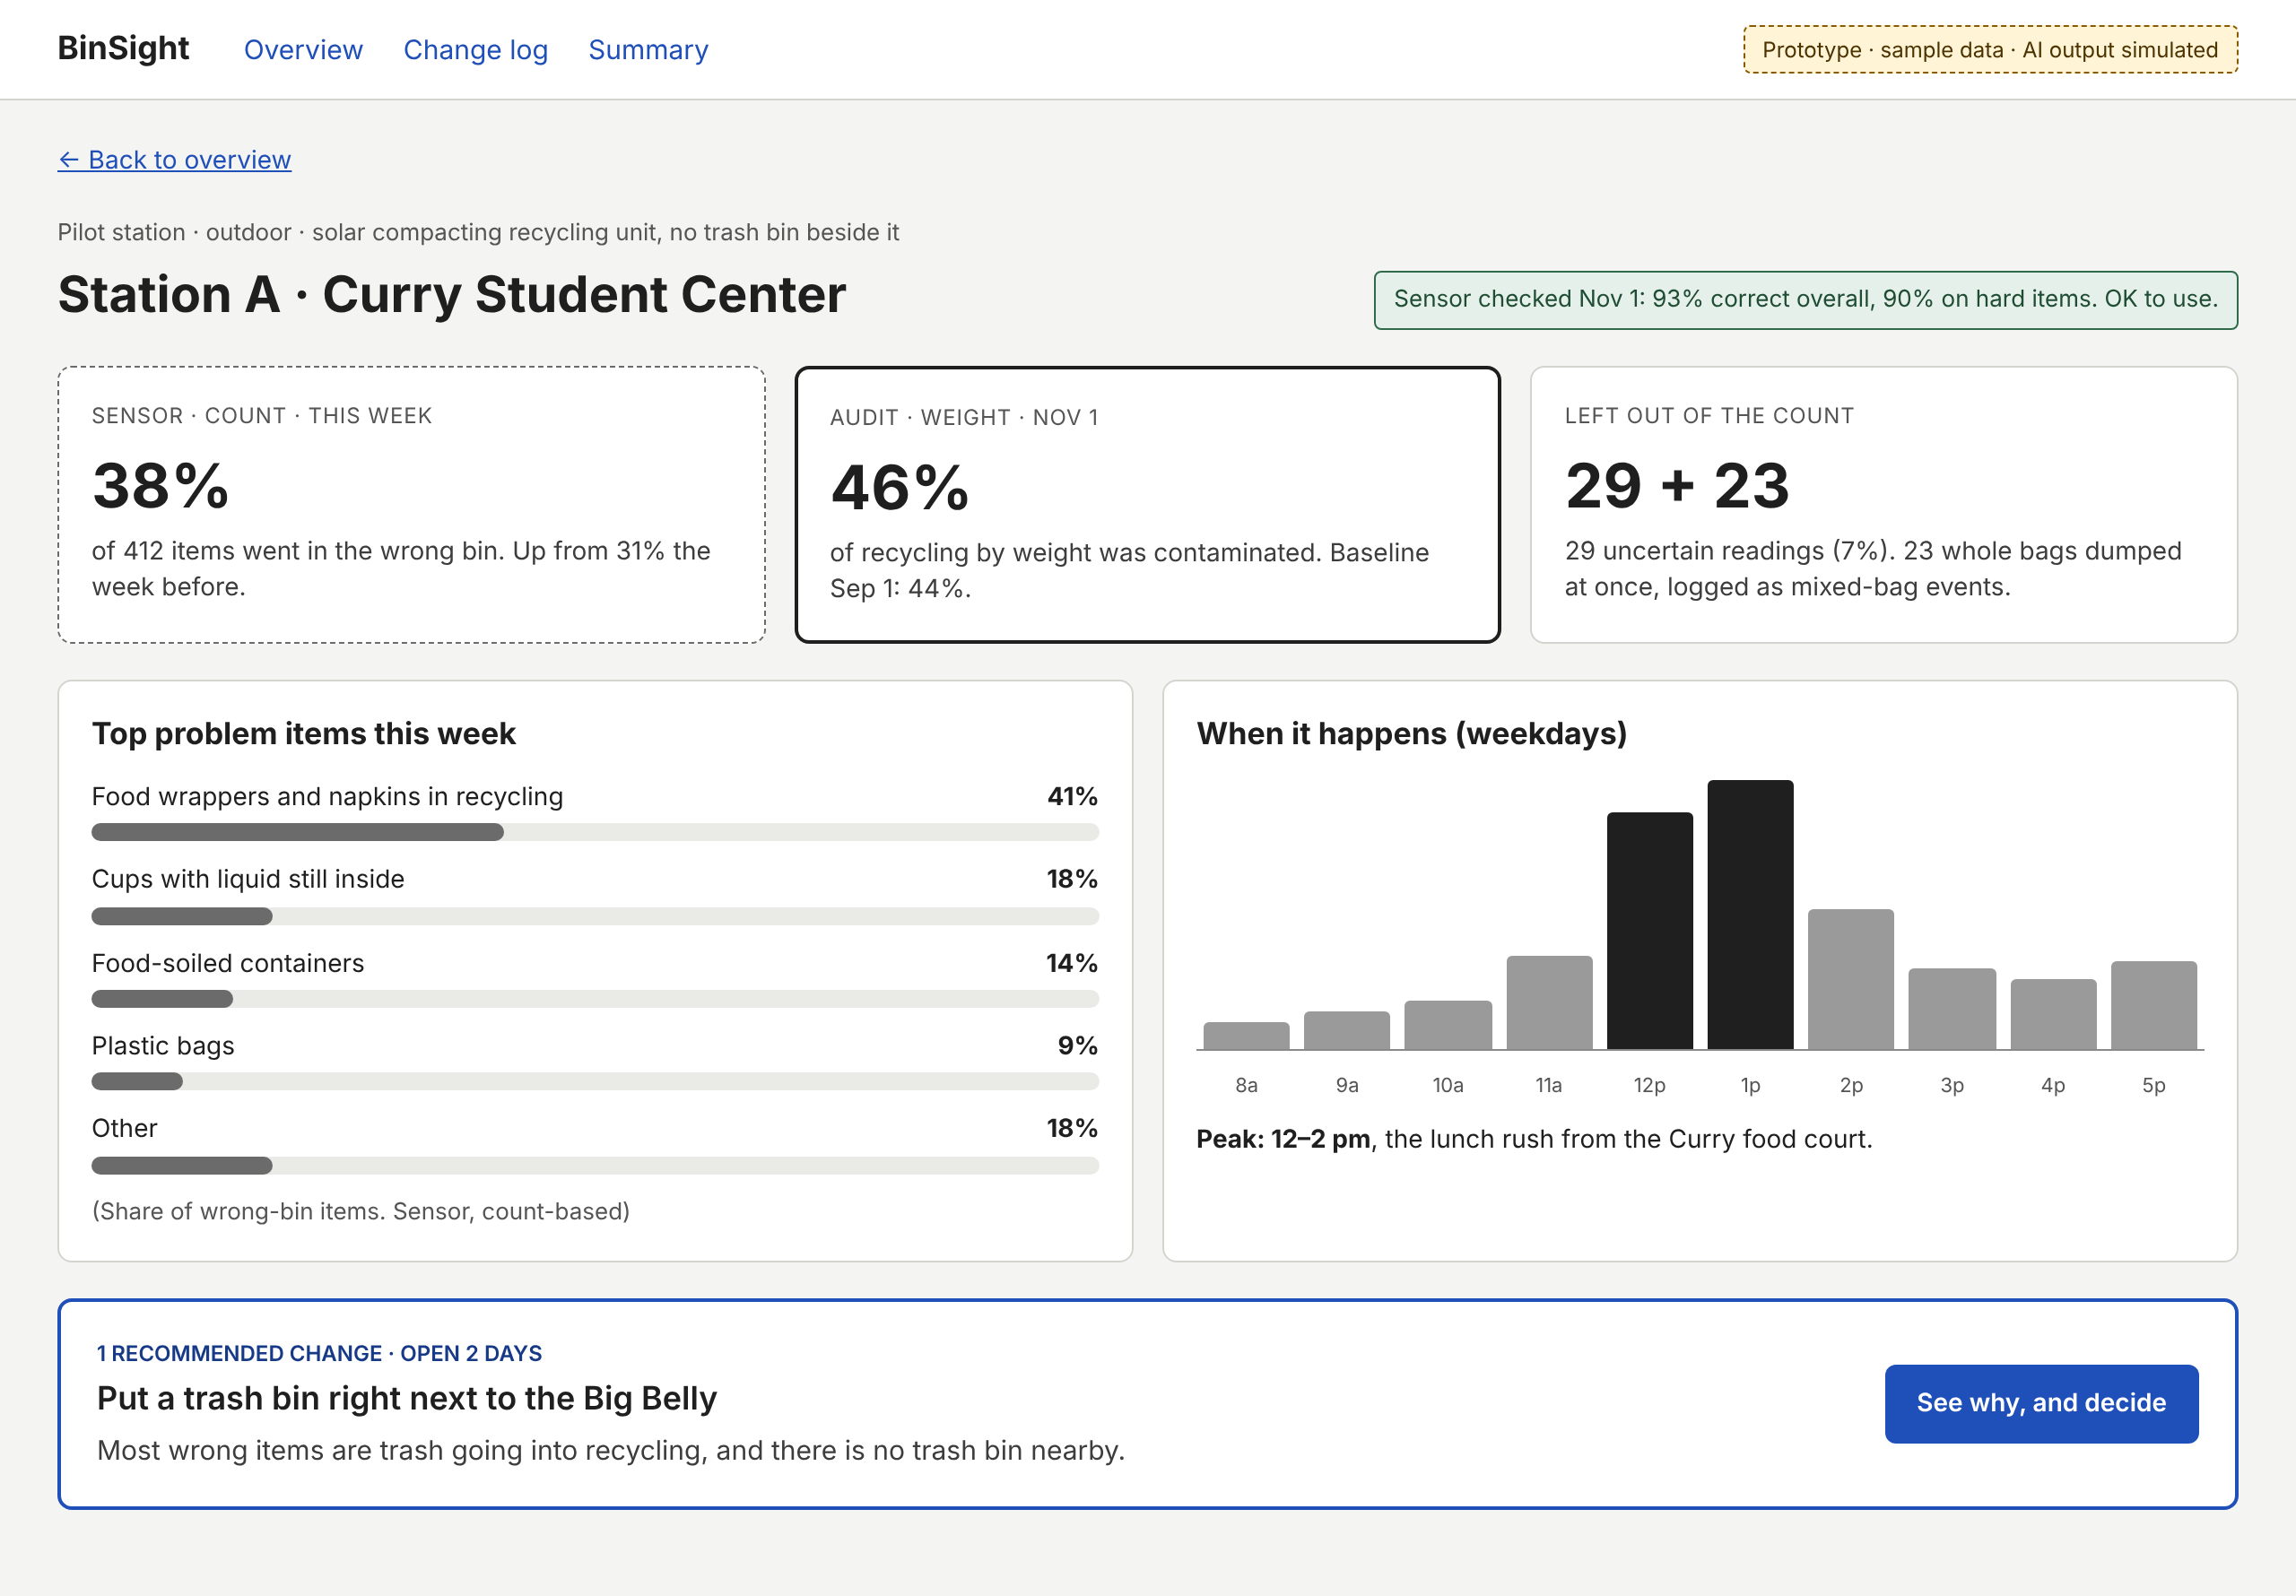 BinSight
Overview
Change log
Summary
Prototype · sample data · AI output simulated
← Back to overview
Pilot station · outdoor · solar compacting recycling unit, no trash bin beside it
Station A · Curry Student Center
Sensor checked Nov 1: 93% correct overall, 90% on hard items. OK to use.
SENSOR · COUNT · THIS WEEK
38%
of 412 items went in the wrong bin. Up from 31% the
week before.
AUDIT · WEIGHT · NOV 1
46%
of recycling by weight was contaminated. Baseline
Sep 1: 44%.
LEFT OUT OF THE COUNT
29 + 23
29 uncertain readings (7%). 23 whole bags dumped
at once, logged as mixed-bag events.
Top problem items this week
Food wrappers and napkins in recycling 41%
Cups with liquid still inside 18%
Food-soiled containers 14%
Plastic bags 9%
Other 18%
(Share of wrong-bin items. Sensor, count-based)
When it happens (weekdays)
8a 9a 10a 11a 12p 1p 2p 3p 4p 5p
Peak: 12–2 pm, the lunch rush from the Curry food court.
1 RECOMMENDED CHANGE · OPEN 2 DAYS
Put a trash bin right next to the Big Belly
Most wrong items are trash going into recycling, and there is no trash bin nearby.
See why, and decide